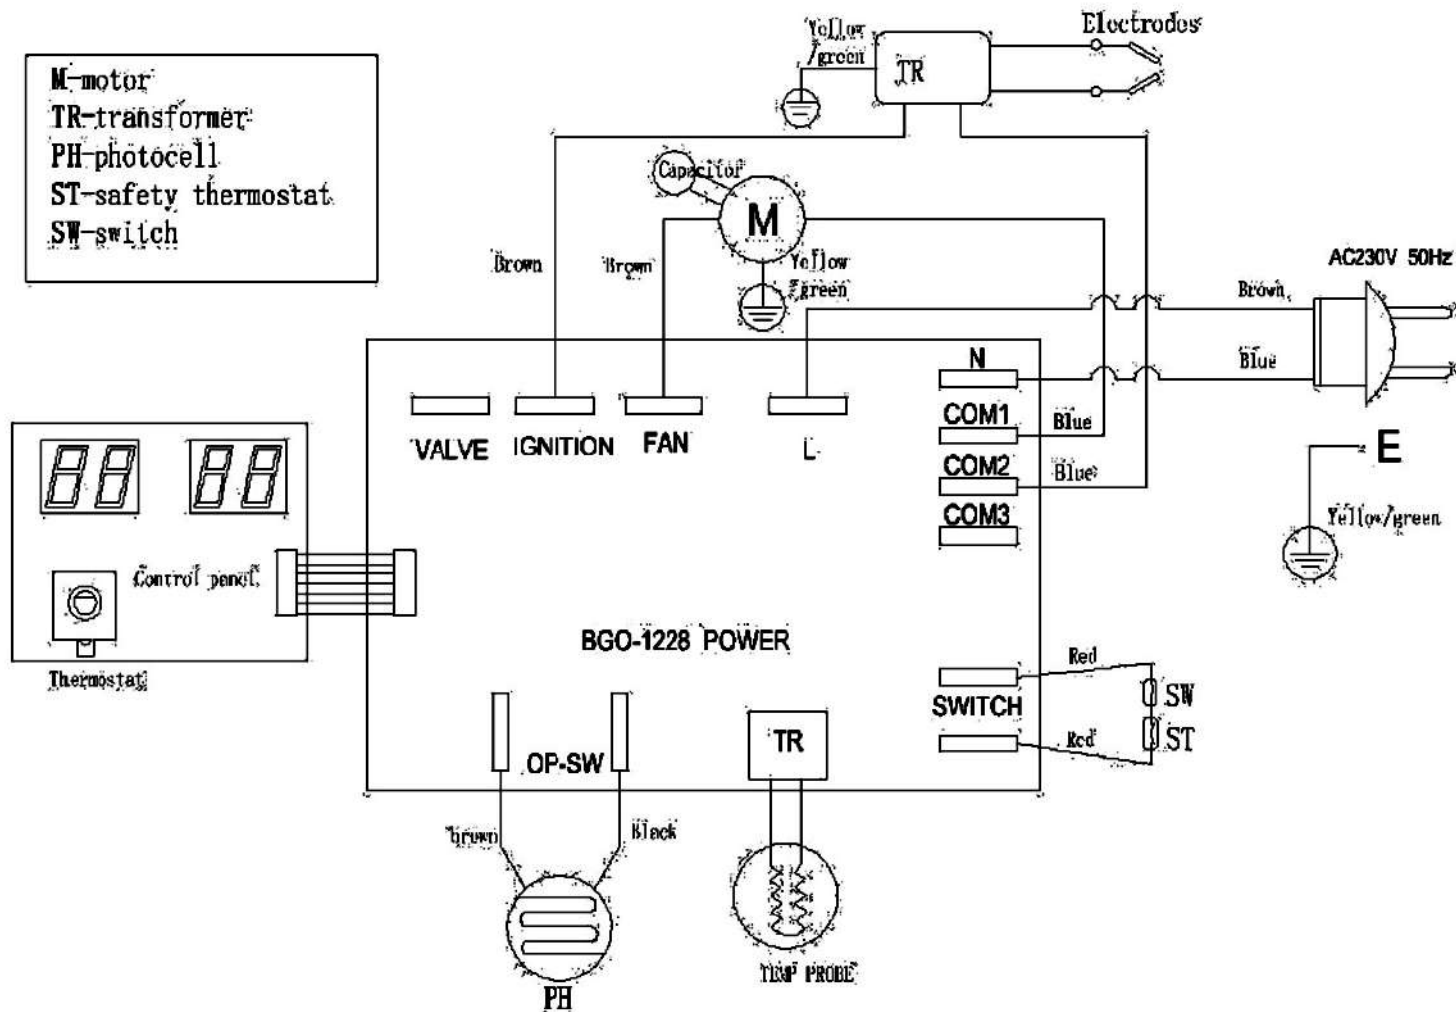 M-motor
TR-transformer
PH-photocell
ST-safety thermostat
SW-switch
Yellow
/green
TR
Electrodes
Capacitor
M
Brown
Brown
Yellow
/green
AC230V 50Hz
Brown
Blue
N
VALVE
IGNITION
FAN
L
COM1
Blue
COM2
Blue
COM3
E
Yellow/green
Control panel
Thermostat
BGO-1228 POWER
Red
SW
SWITCH
Red
ST
OP-SW
TR
brown
Black
PH
TEMP PROBE